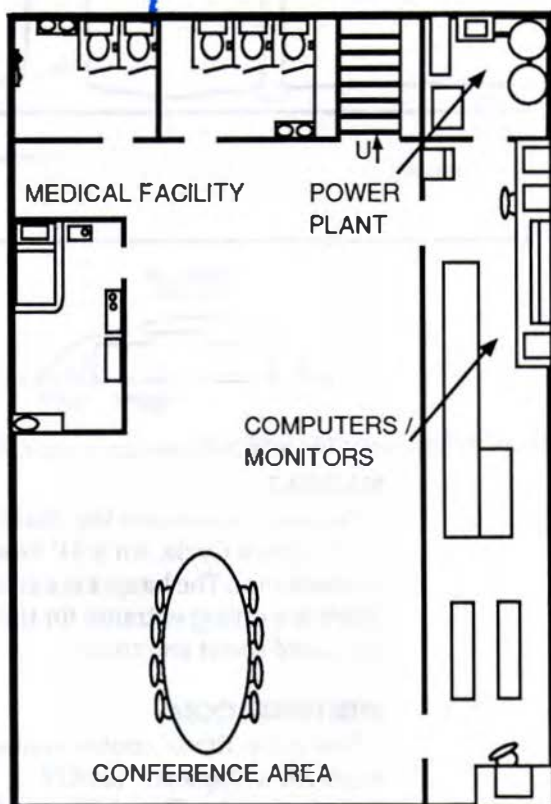 MEDICAL FACILITY
U
POWER
PLANT
COMPUTERS /
MONITORS
CONFERENCE AREA